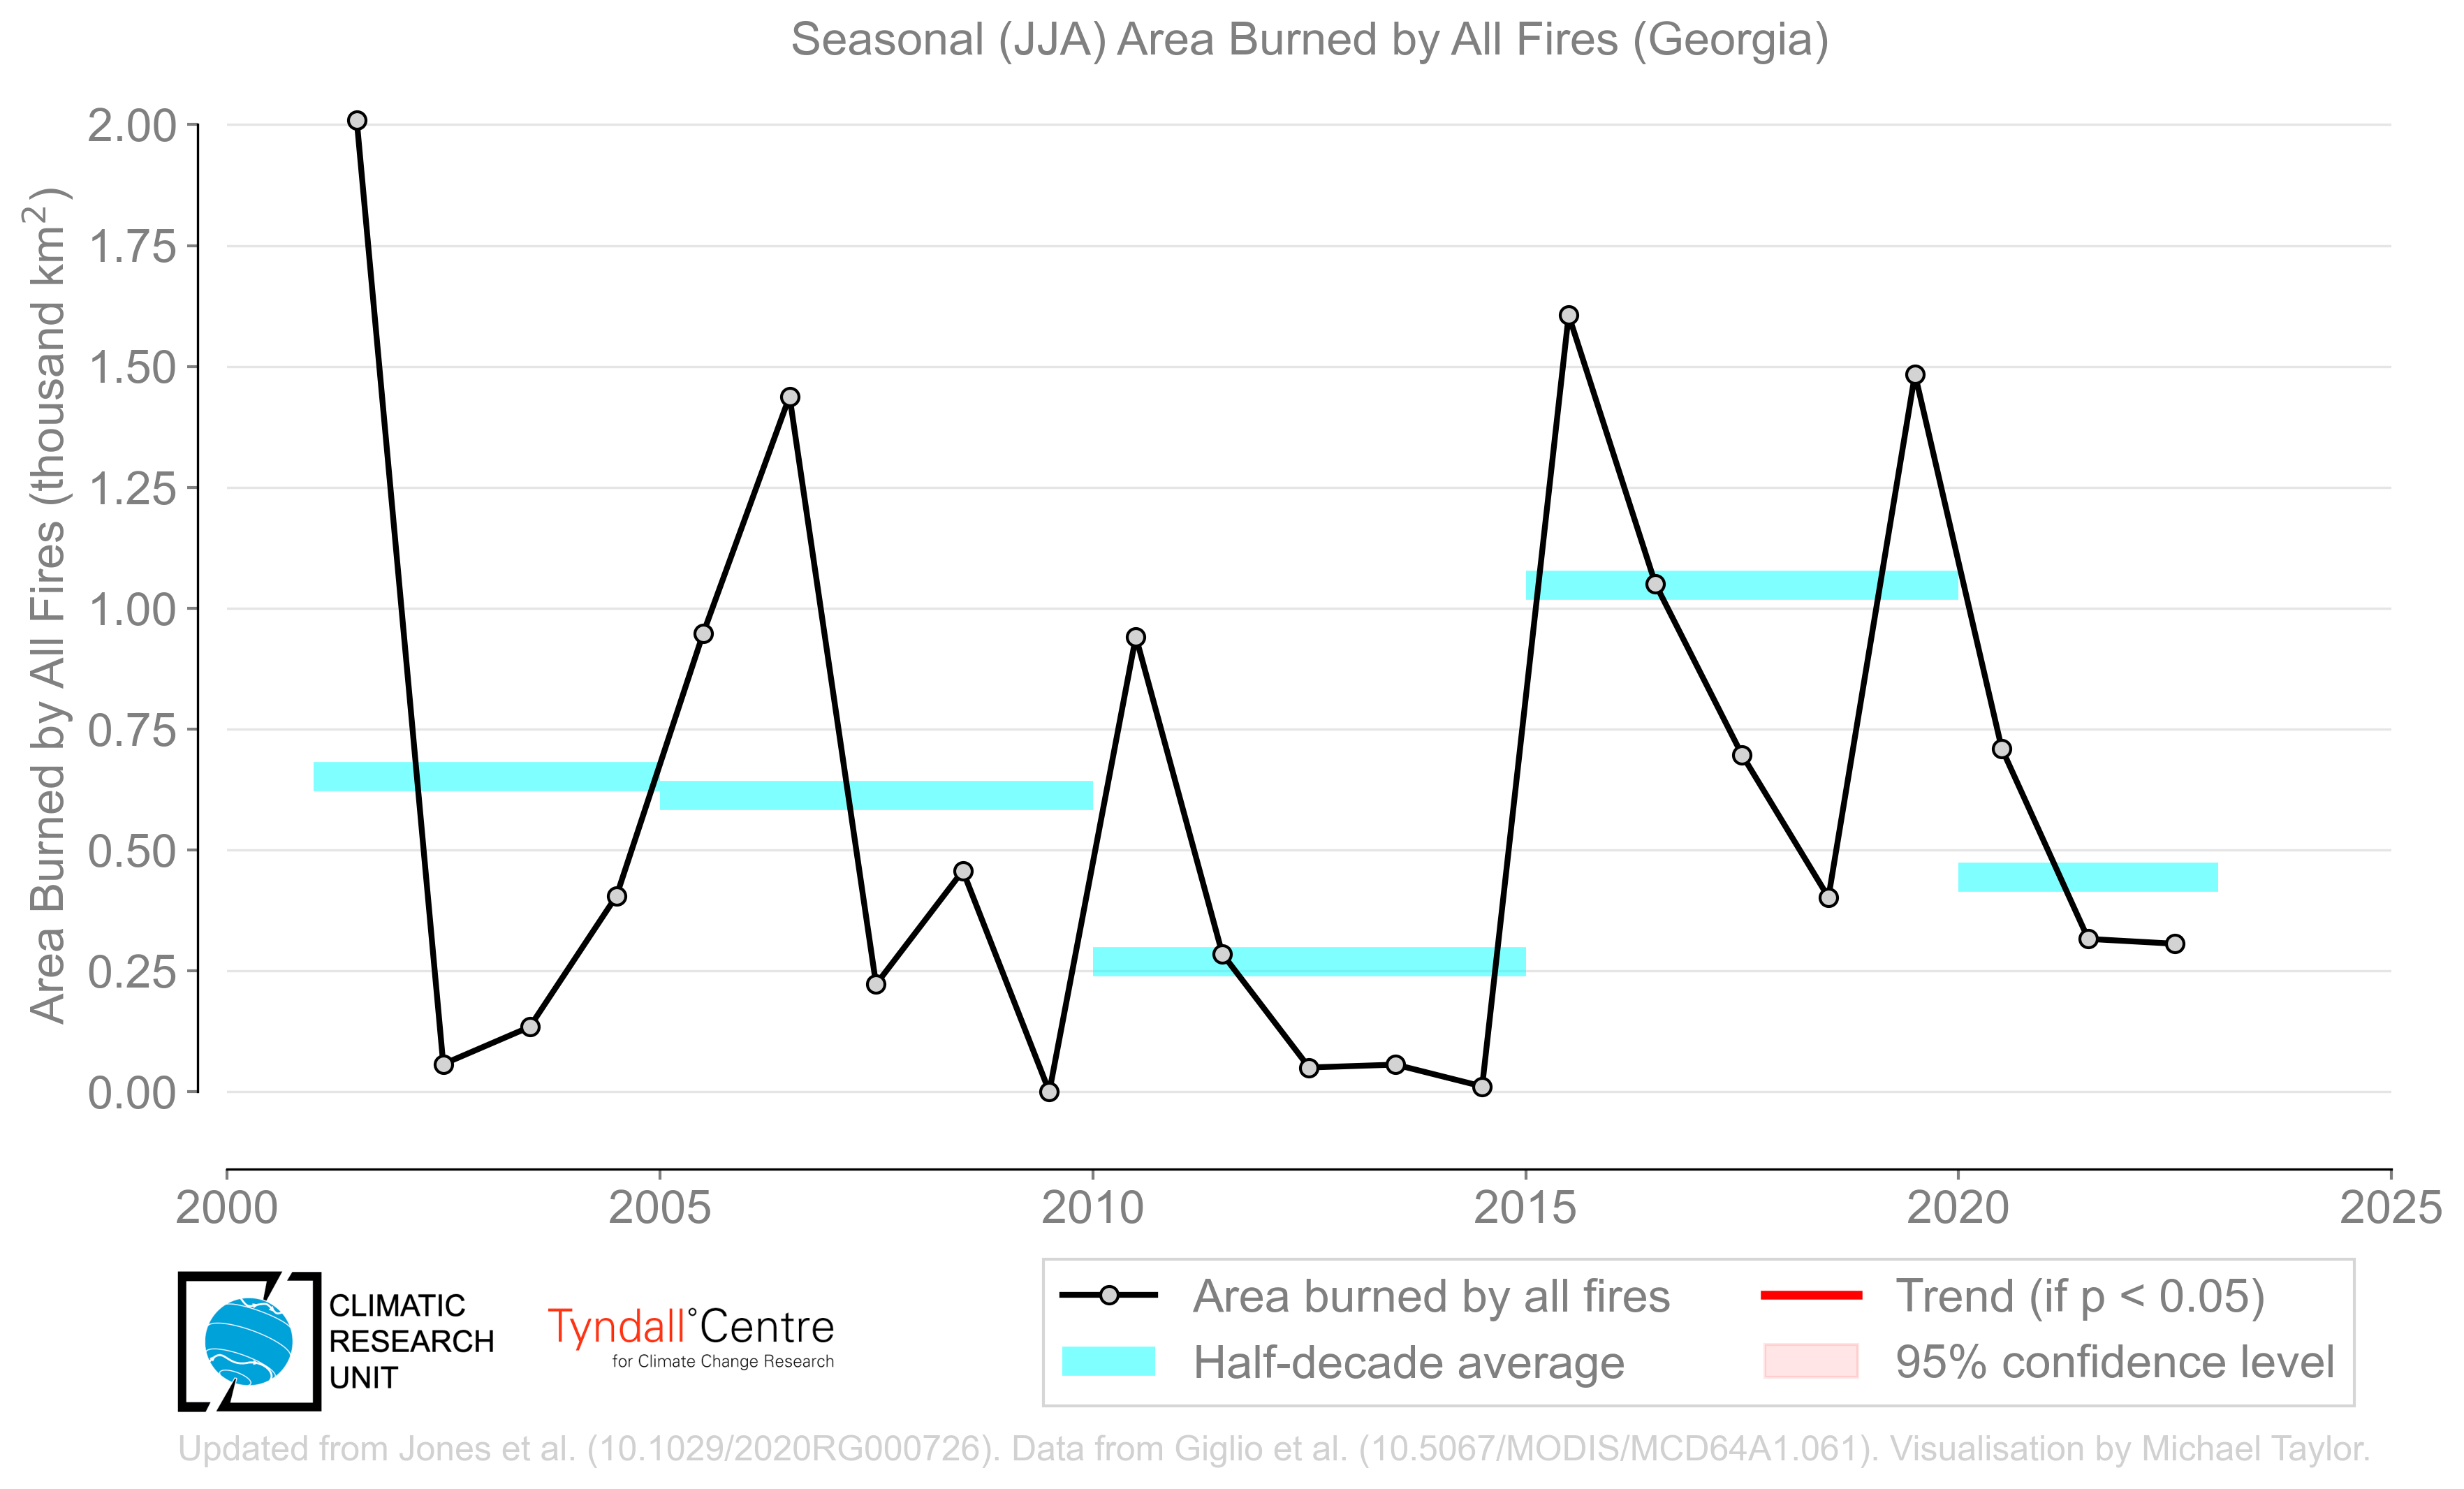 Seasonal (JJA) Area Burned by All Fires (Georgia)
Area Burned by All Fires (thousand km²)
2.00
1.75
1.50
1.25
1.00
0.75
0.50
0.25
0.00
2000 2005 2010 2015 2020 2025
CLIMATIC
RESEARCH
UNIT
Tyndall°Centre
for Climate Change Research
Area burned by all fires
Half-decade average
Trend (if p < 0.05)
95% confidence level
Updated from Jones et al. (10.1029/2020RG000726). Data from Giglio et al. (10.5067/MODIS/MCD64A1.061). Visualisation by Michael Taylor.